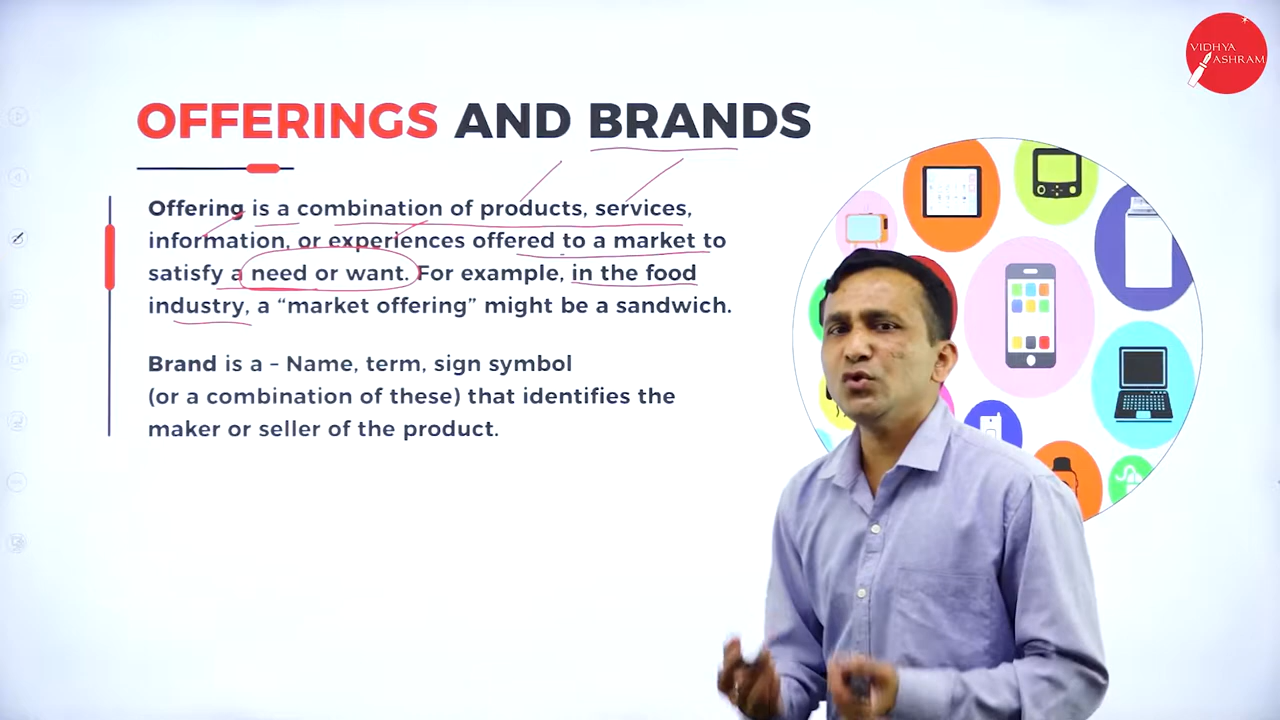 VIDHYA
ASHRAM
OFFERINGS AND BRANDS
Offering is a combination of products, services,
information, or experiences offered to a market to
satisfy a need or want. For example, in the food
industry, a “market offering” might be a sandwich.
Brand is a – Name, term, sign symbol
(or a combination of these) that identifies the
maker or seller of the product.